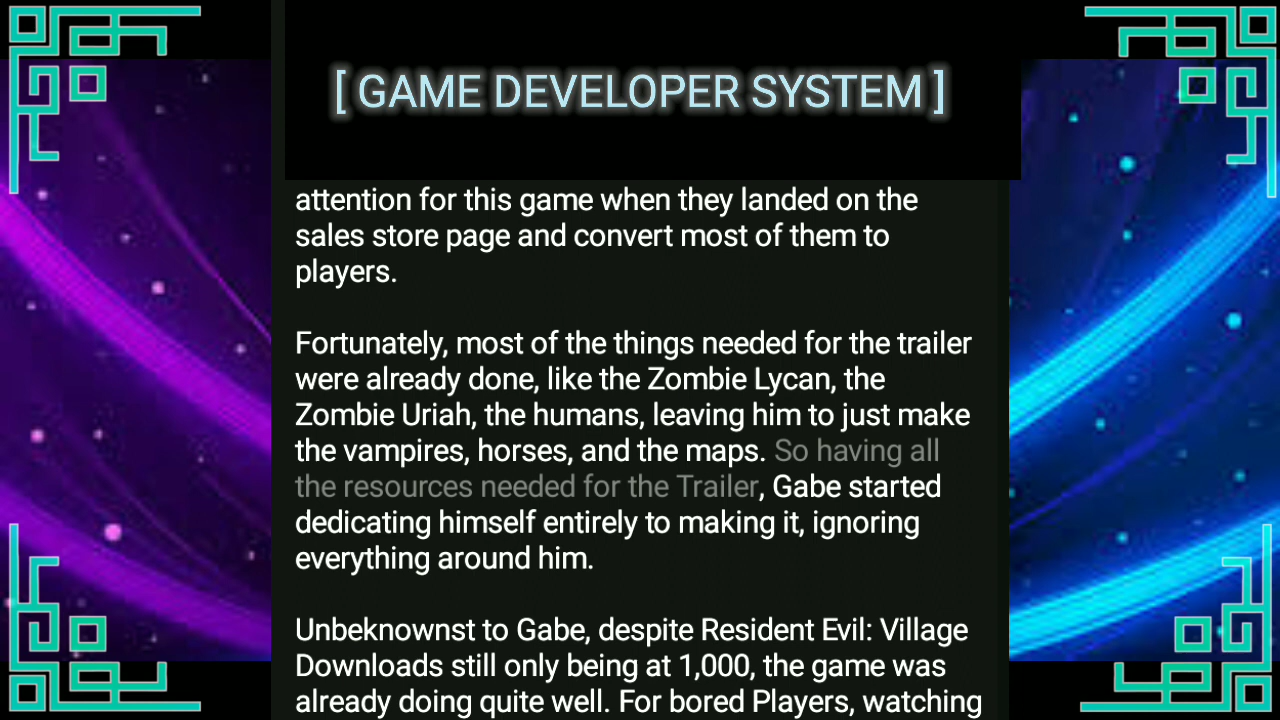 [ GAME DEVELOPER SYSTEM ]
attention for this game when they landed on the
sales store page and convert most of them to
players.
Fortunately, most of the things needed for the trailer
were already done, like the Zombie Lycan, the
Zombie Uriah, the humans, leaving him to just make
the vampires, horses, and the maps. So having all
the resources needed for the Trailer, Gabe started
dedicating himself entirely to making it, ignoring
everything around him.
Unbeknownst to Gabe, despite Resident Evil: Village
Downloads still only being at 1,000, the game was
already doing quite well. For bored Players, watching